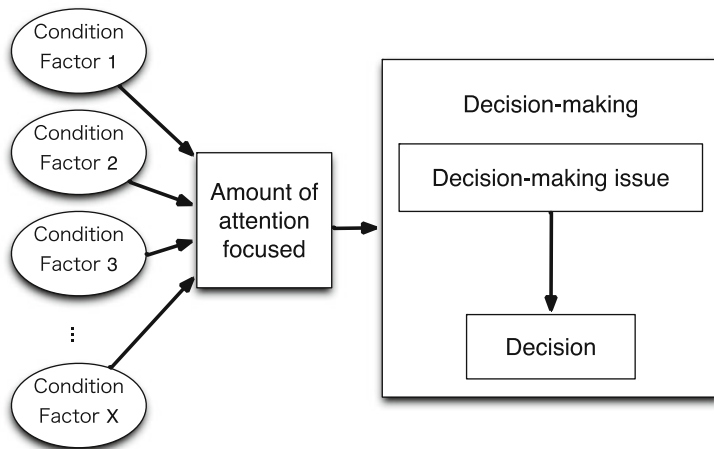 Condition
Factor 1
Condition
Factor 2
Condition
Factor 3
...
Condition
Factor X
Amount of
attention
focused
Decision-making
Decision-making issue
Decision